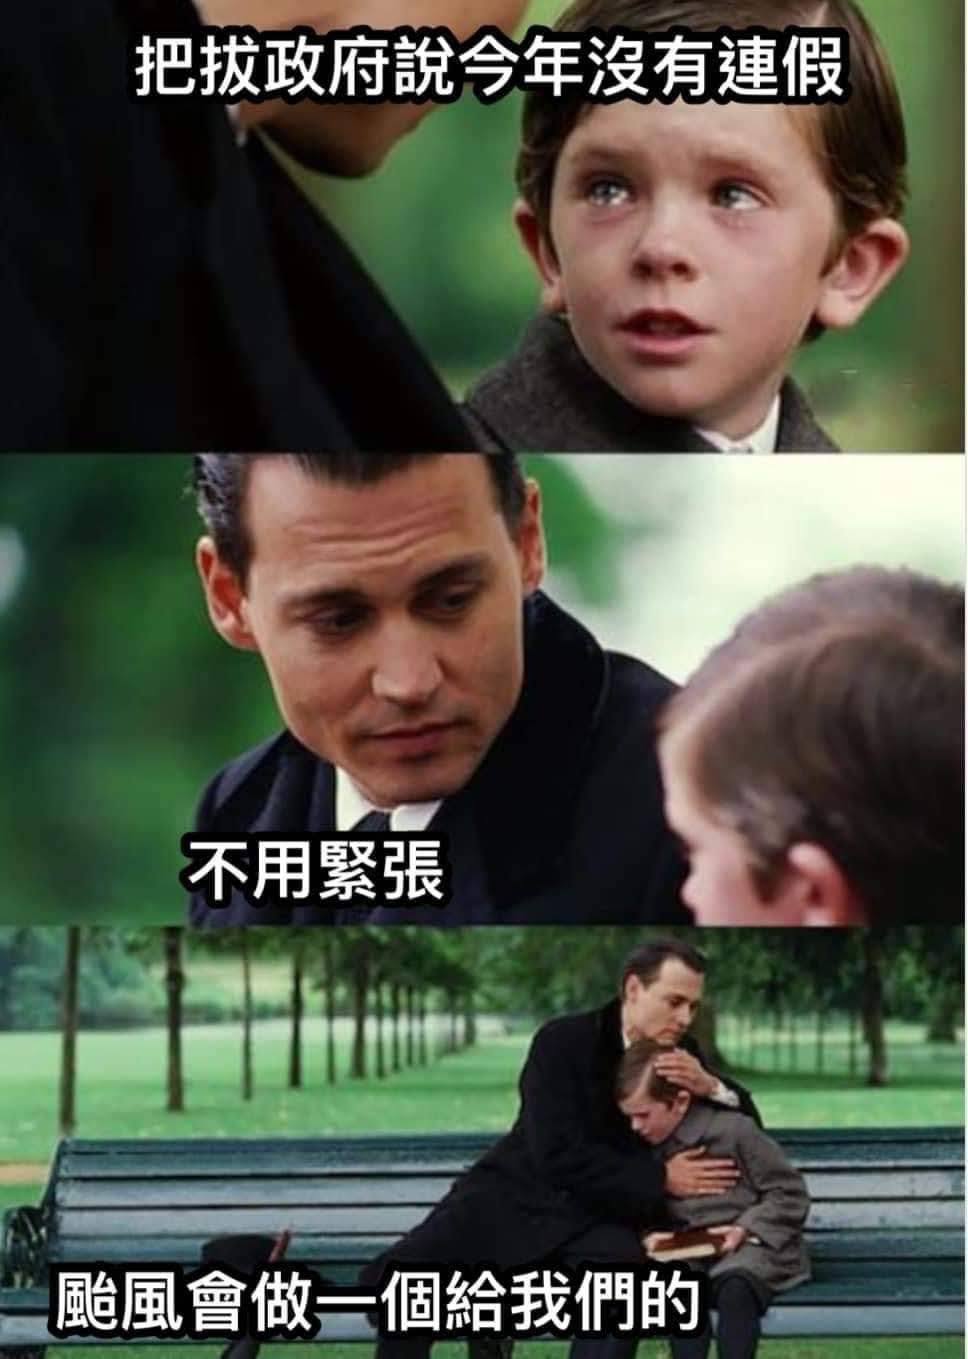 把拔政府說今年沒有連假
不用緊張
颱風會做一個給我們的